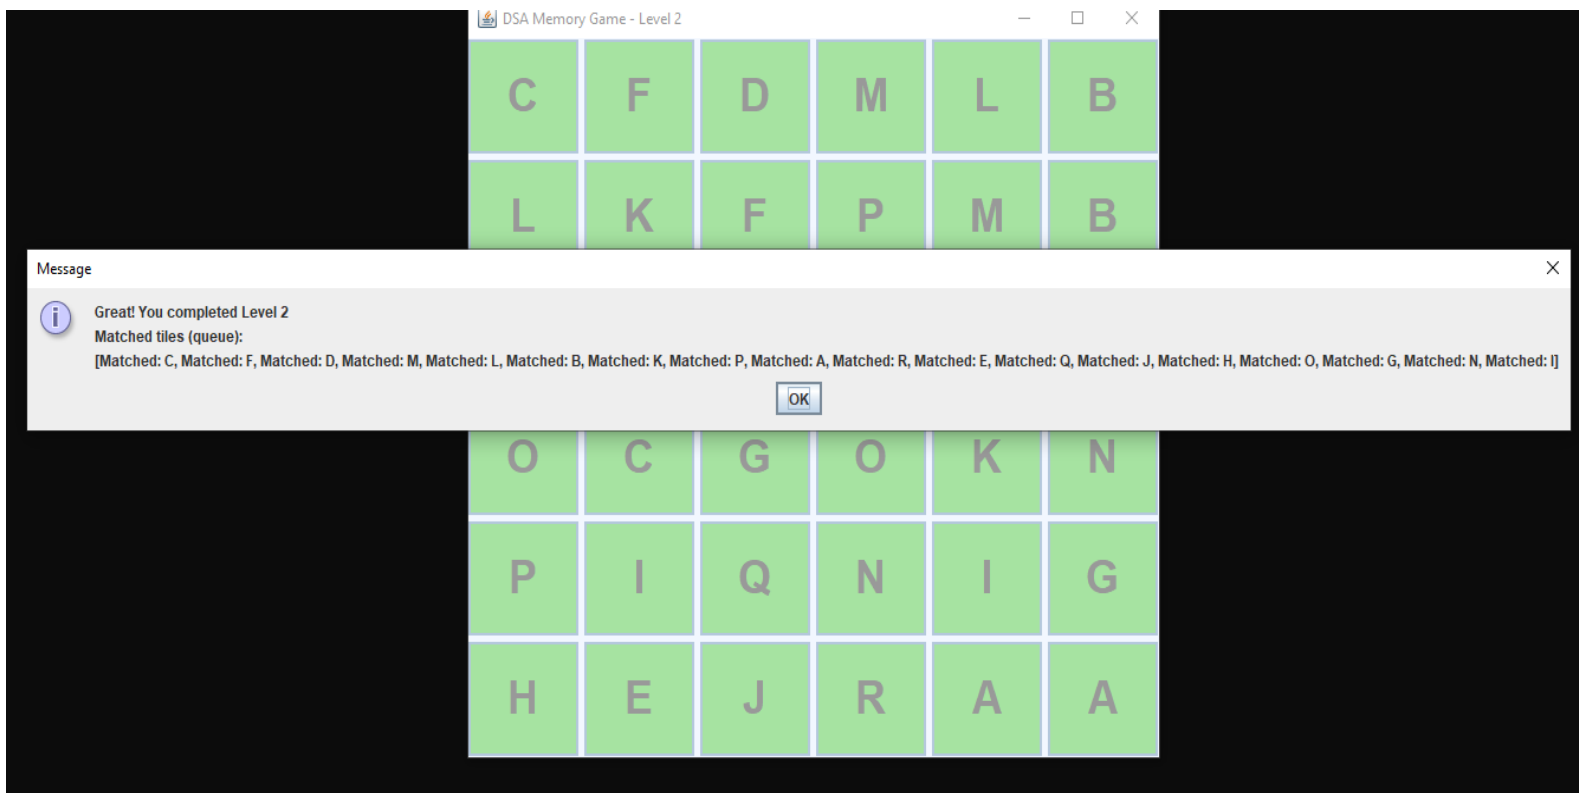 DSA Memory Game - Level 2
C F D M L B
L K F P M B
Message
Great! You completed Level 2
Matched tiles (queue):
[Matched: C, Matched: F, Matched: D, Matched: M, Matched: L, Matched: B, Matched: K, Matched: P, Matched: A, Matched: R, Matched: E, Matched: Q, Matched: J, Matched: H, Matched: O, Matched: G, Matched: N, Matched: I]
OK
O C G O K N
P I Q N I G
H E J R A A